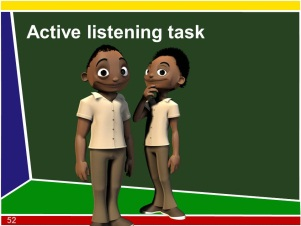 Active listening task
52